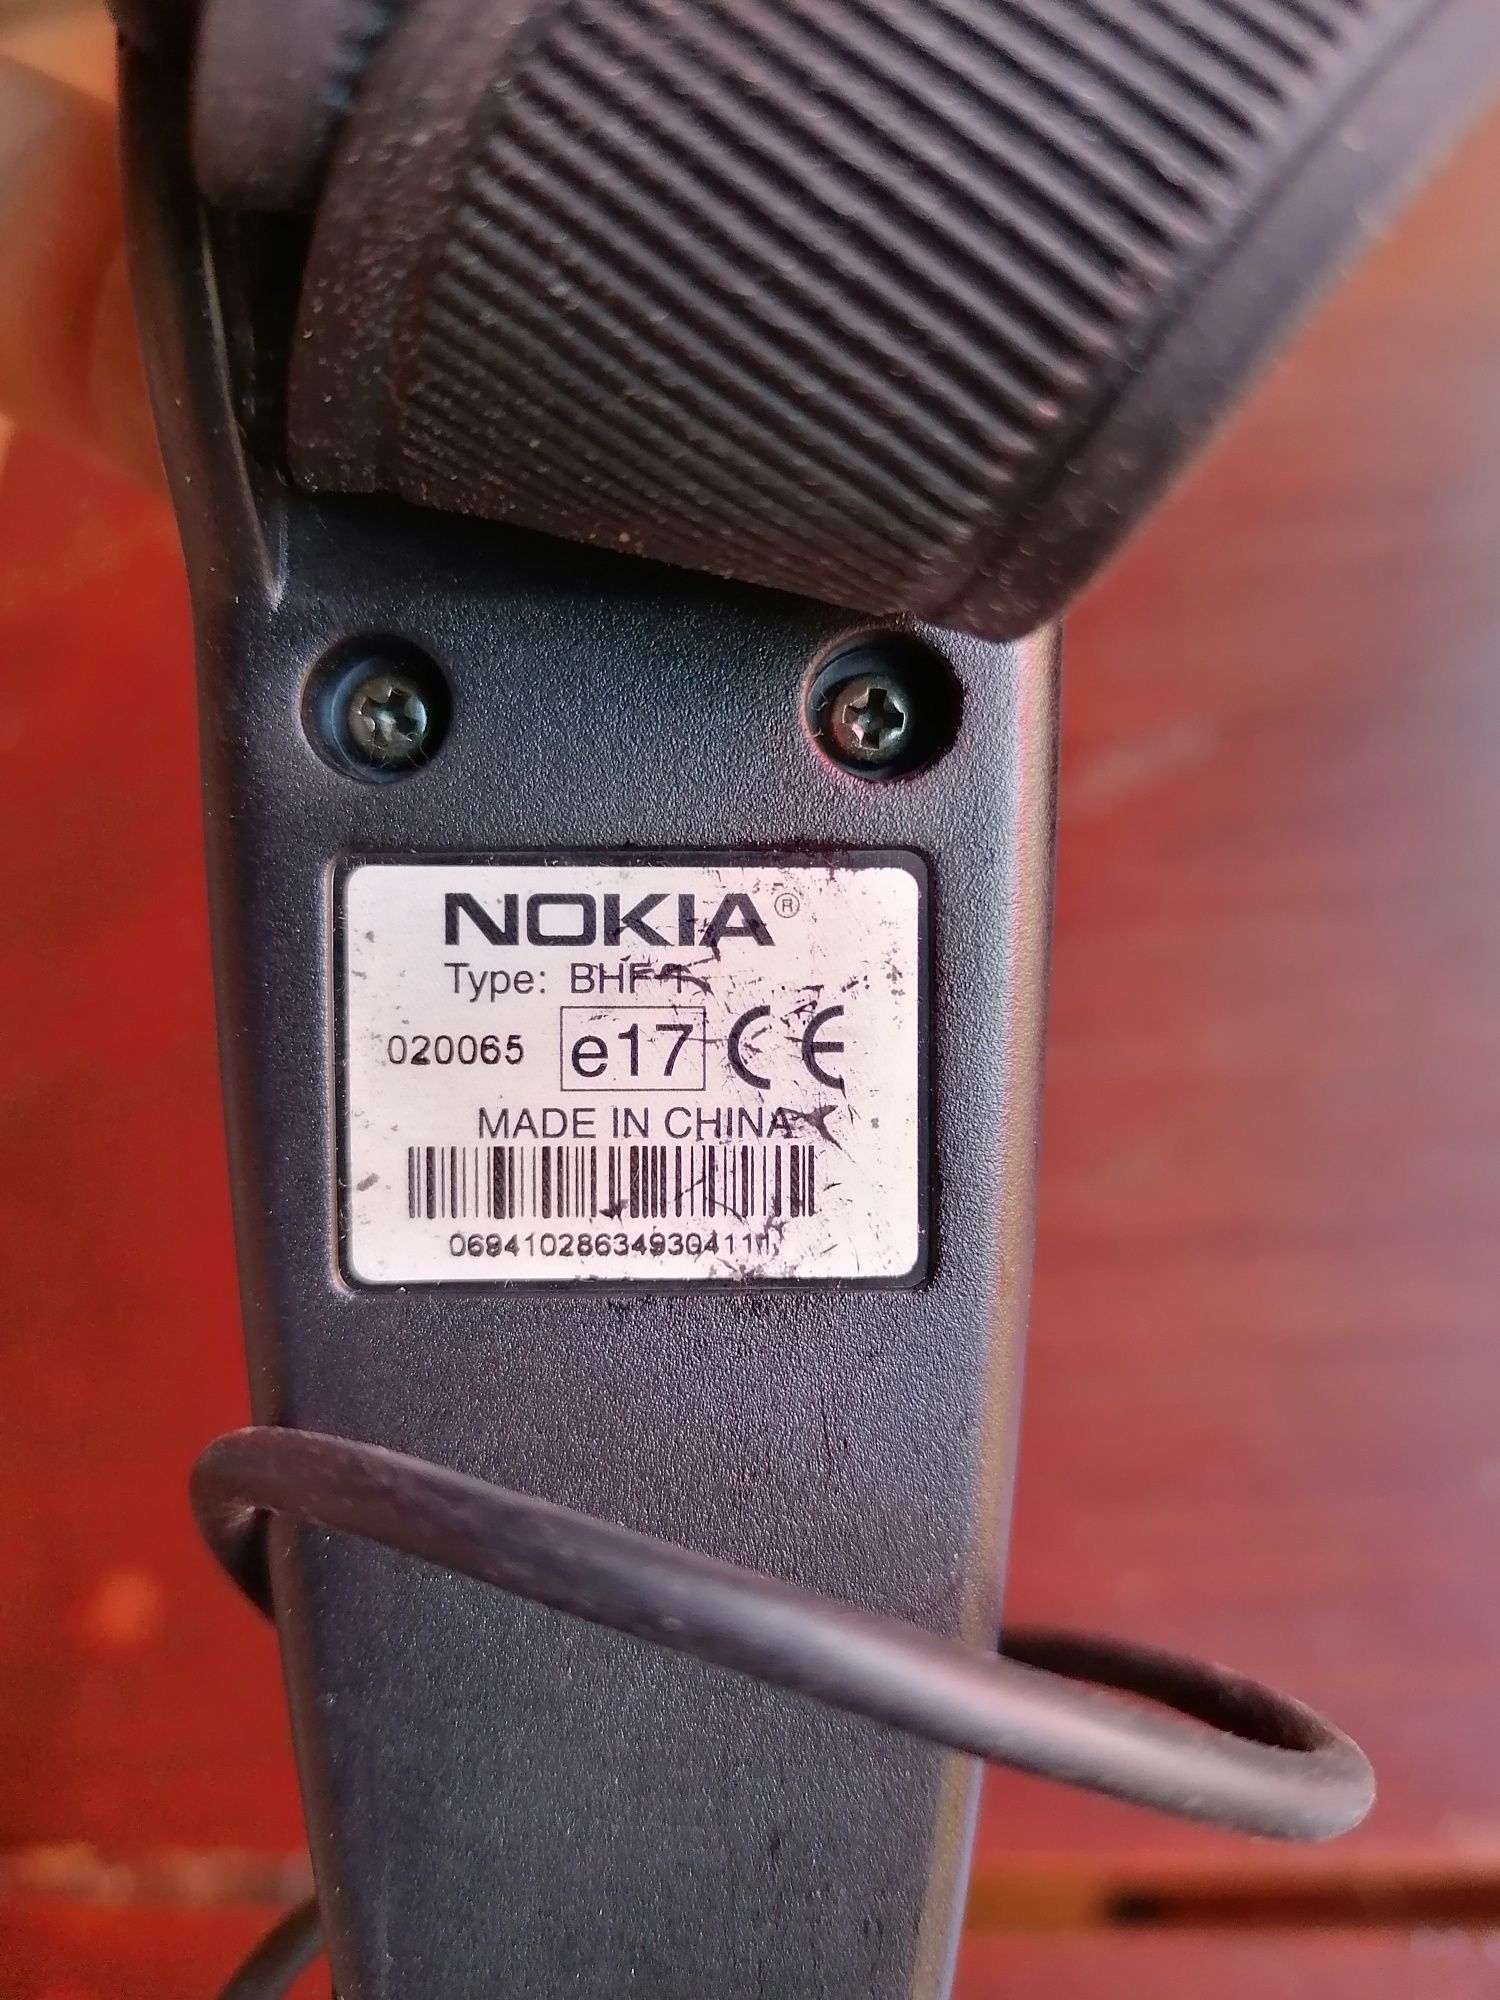 NOKIA®
Type: BHF-1
020065 e17 CE
MADE IN CHINA